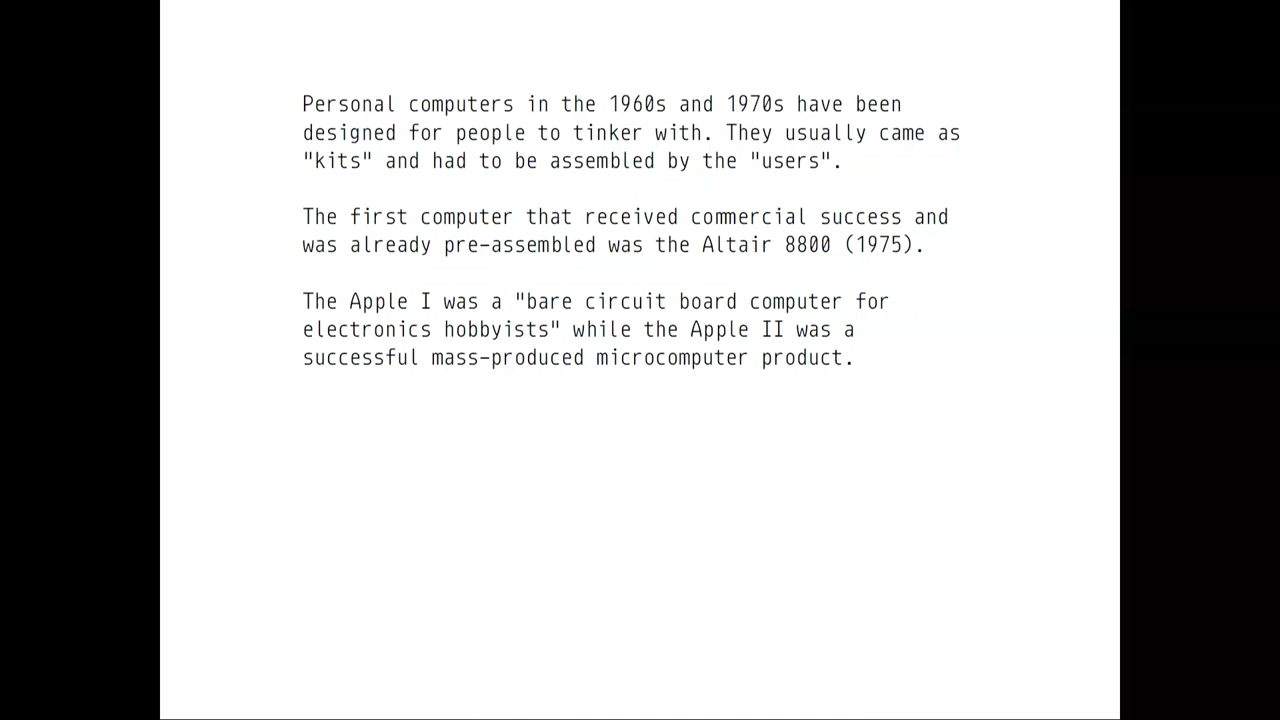 Personal computers in the 1960s and 1970s have been
designed for people to tinker with. They usually came as
"kits" and had to be assembled by the "users".
The first computer that received commercial success and
was already pre-assembled was the Altair 8800 (1975).
The Apple I was a "bare circuit board computer for
electronics hobbyists" while the Apple II was a
successful mass-produced microcomputer product.